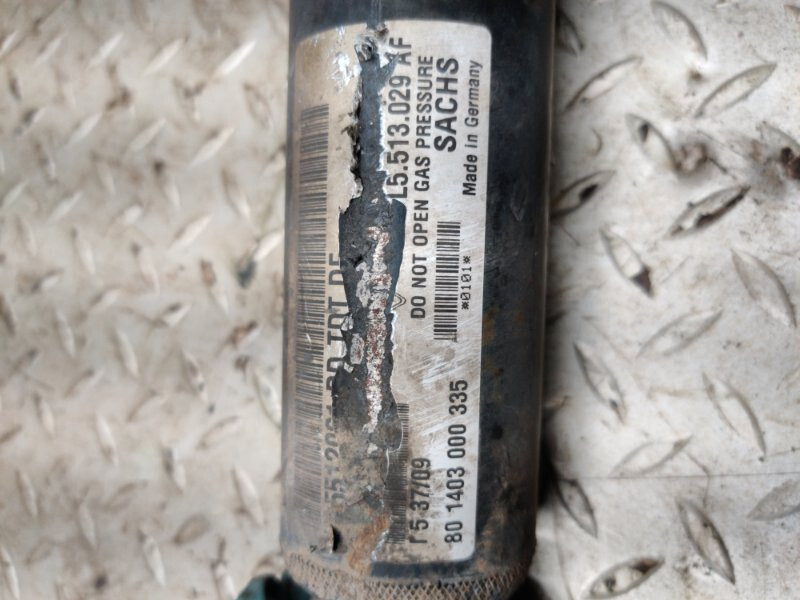 L5.513.029 AF
DO NOT OPEN GAS PRESSURE
SACHS
Made in Germany
*0101*
5 37/09
80 1403 000 335